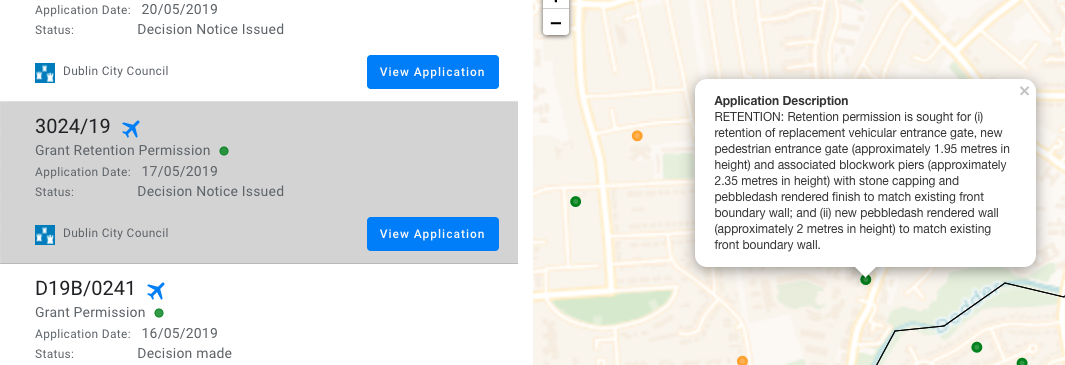 Application Date: 20/05/2019
Status: Decision Notice Issued
Dublin City Council
View Application
3024/19
Grant Retention Permission
Application Date: 17/05/2019
Status: Decision Notice Issued
Dublin City Council
View Application
D19B/0241
Grant Permission
Application Date: 16/05/2019
Status: Decision made
−
×
Application Description
RETENTION: Retention permission is sought for (i)
retention of replacement vehicular entrance gate, new
pedestrian entrance gate (approximately 1.95 metres in
height) and associated blockwork piers (approximately
2.35 metres in height) with stone capping and
pebbledash rendered finish to match existing front
boundary wall; and (ii) new pebbledash rendered wall
(approximately 2 metres in height) to match existing
front boundary wall.